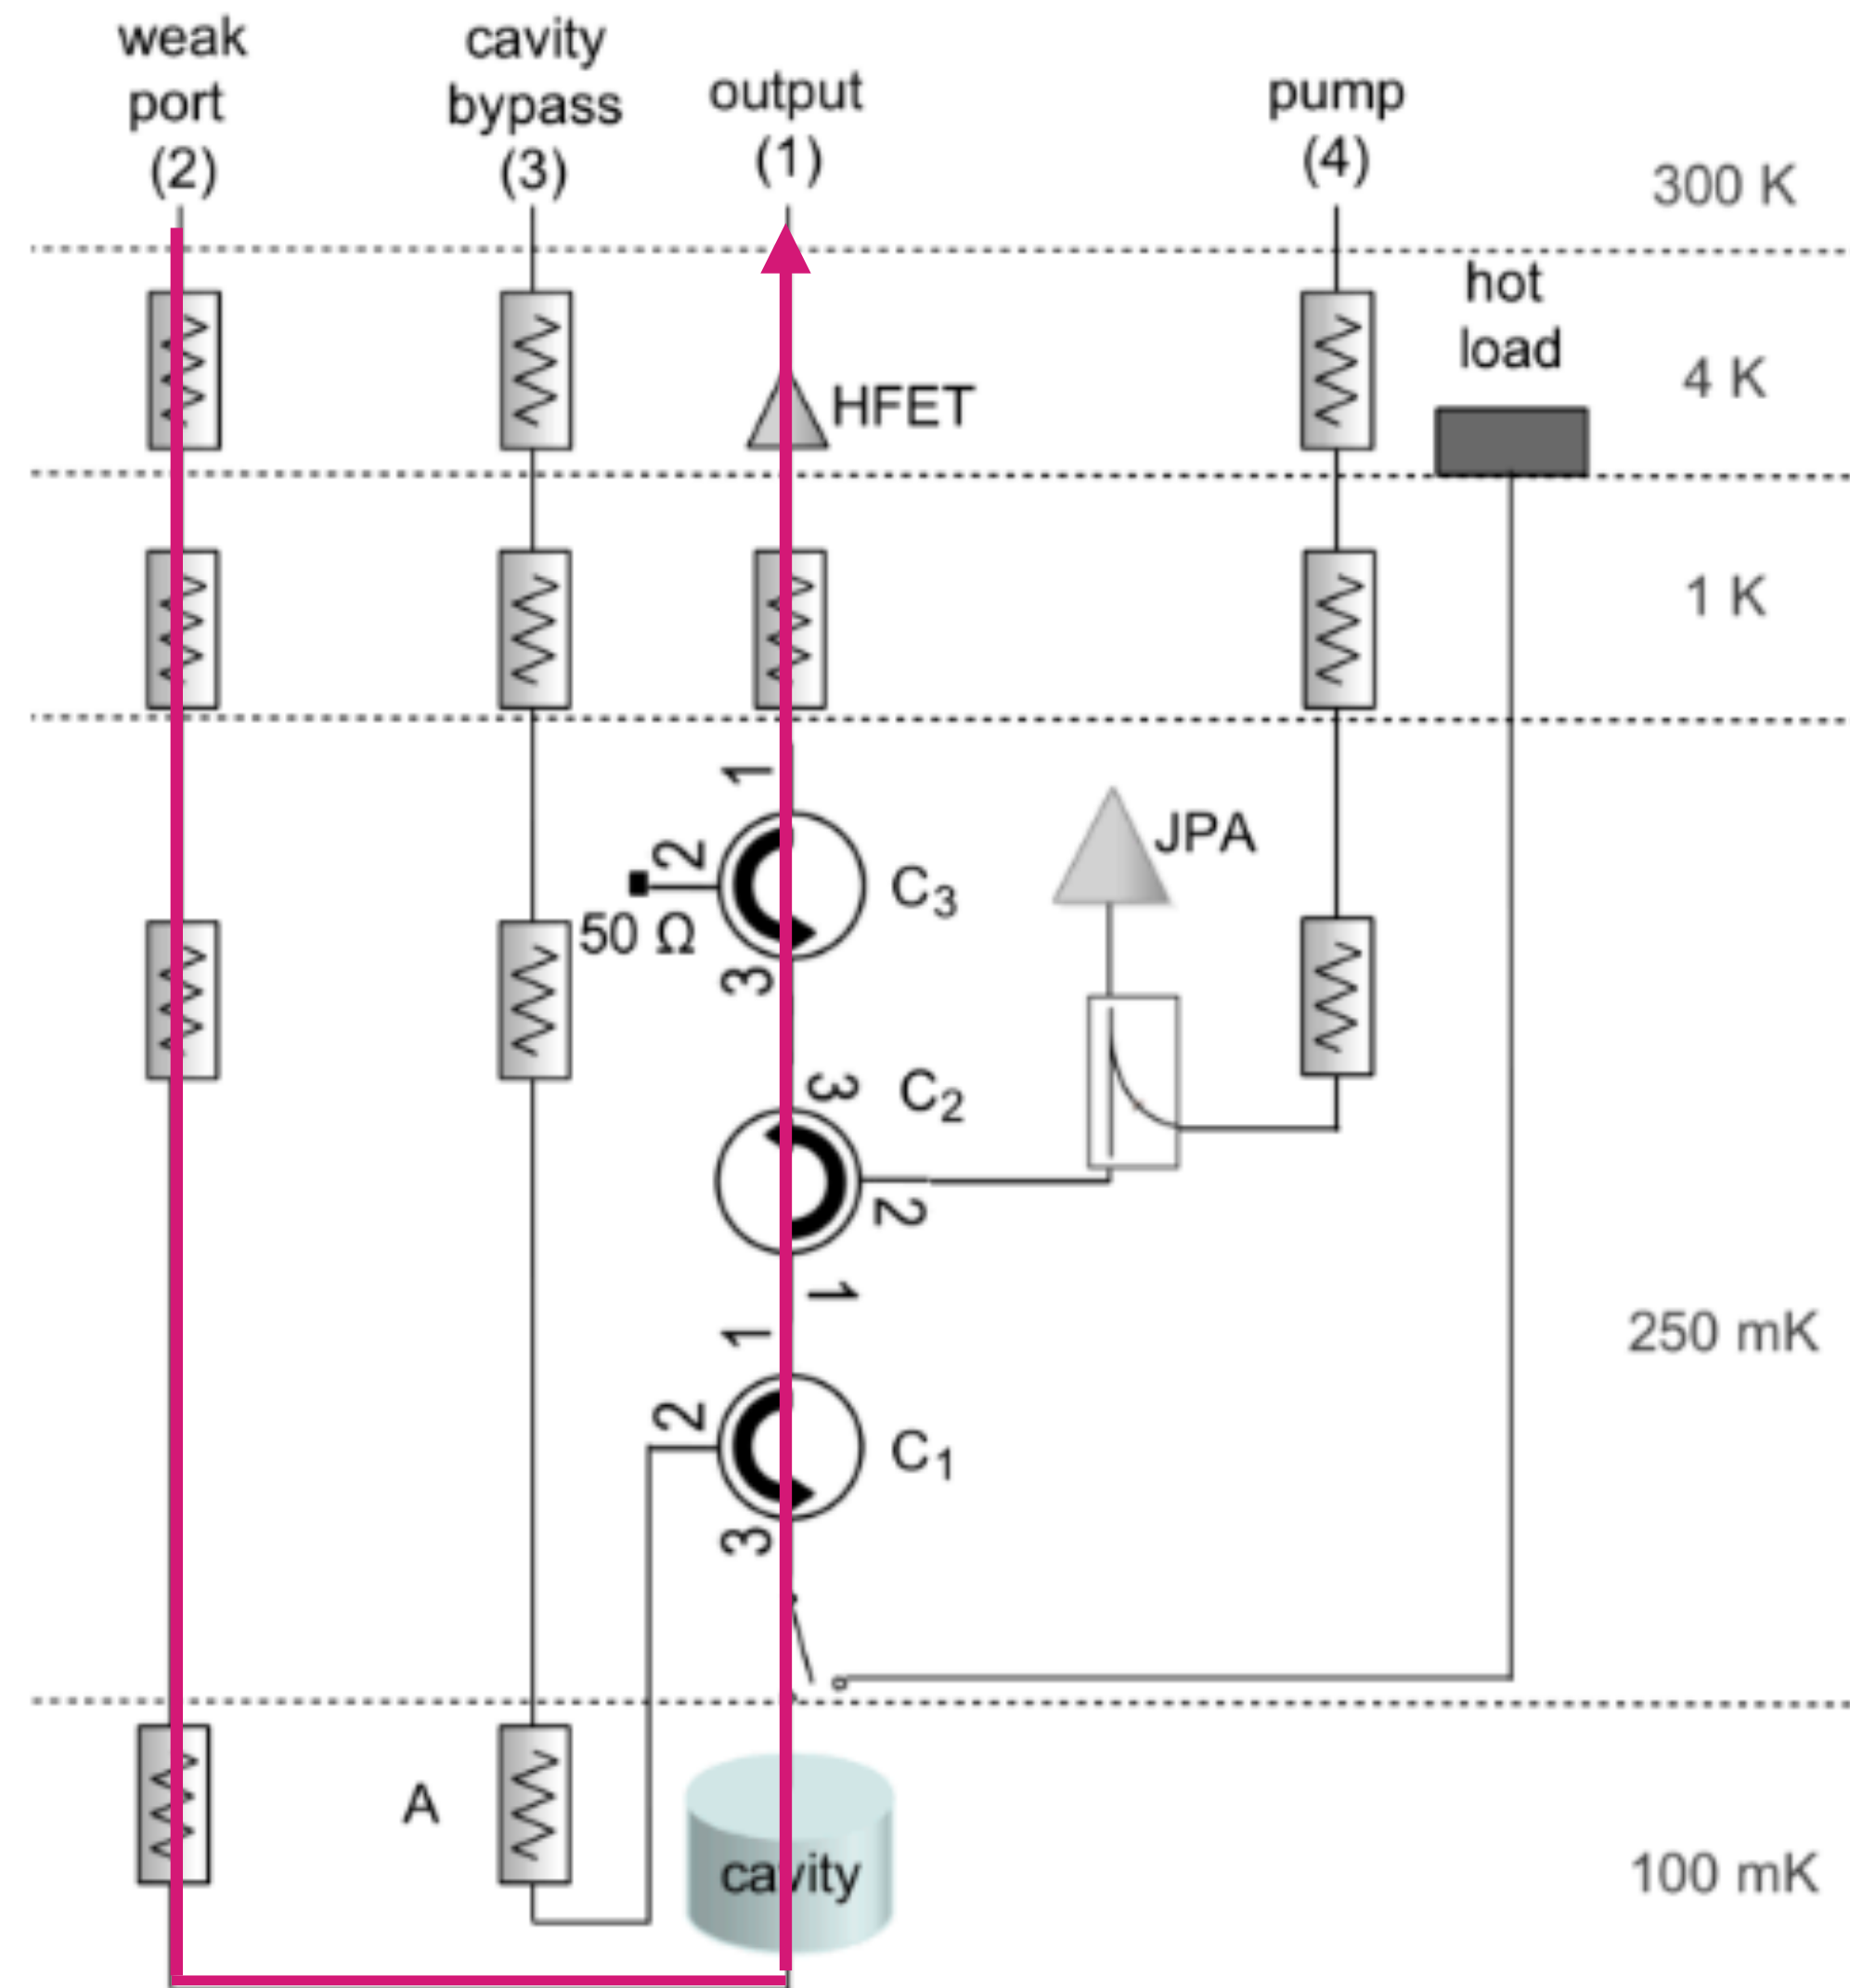 weak
port
(2)
cavity
bypass
(3)
output
(1)
pump
(4)
300 K
hot
load
4 K
HFET
1 K
1
2
50 Ω
C3
3
JPA
3
C2
2
1
1
2
C1
3
250 mK
A
cavity
100 mK